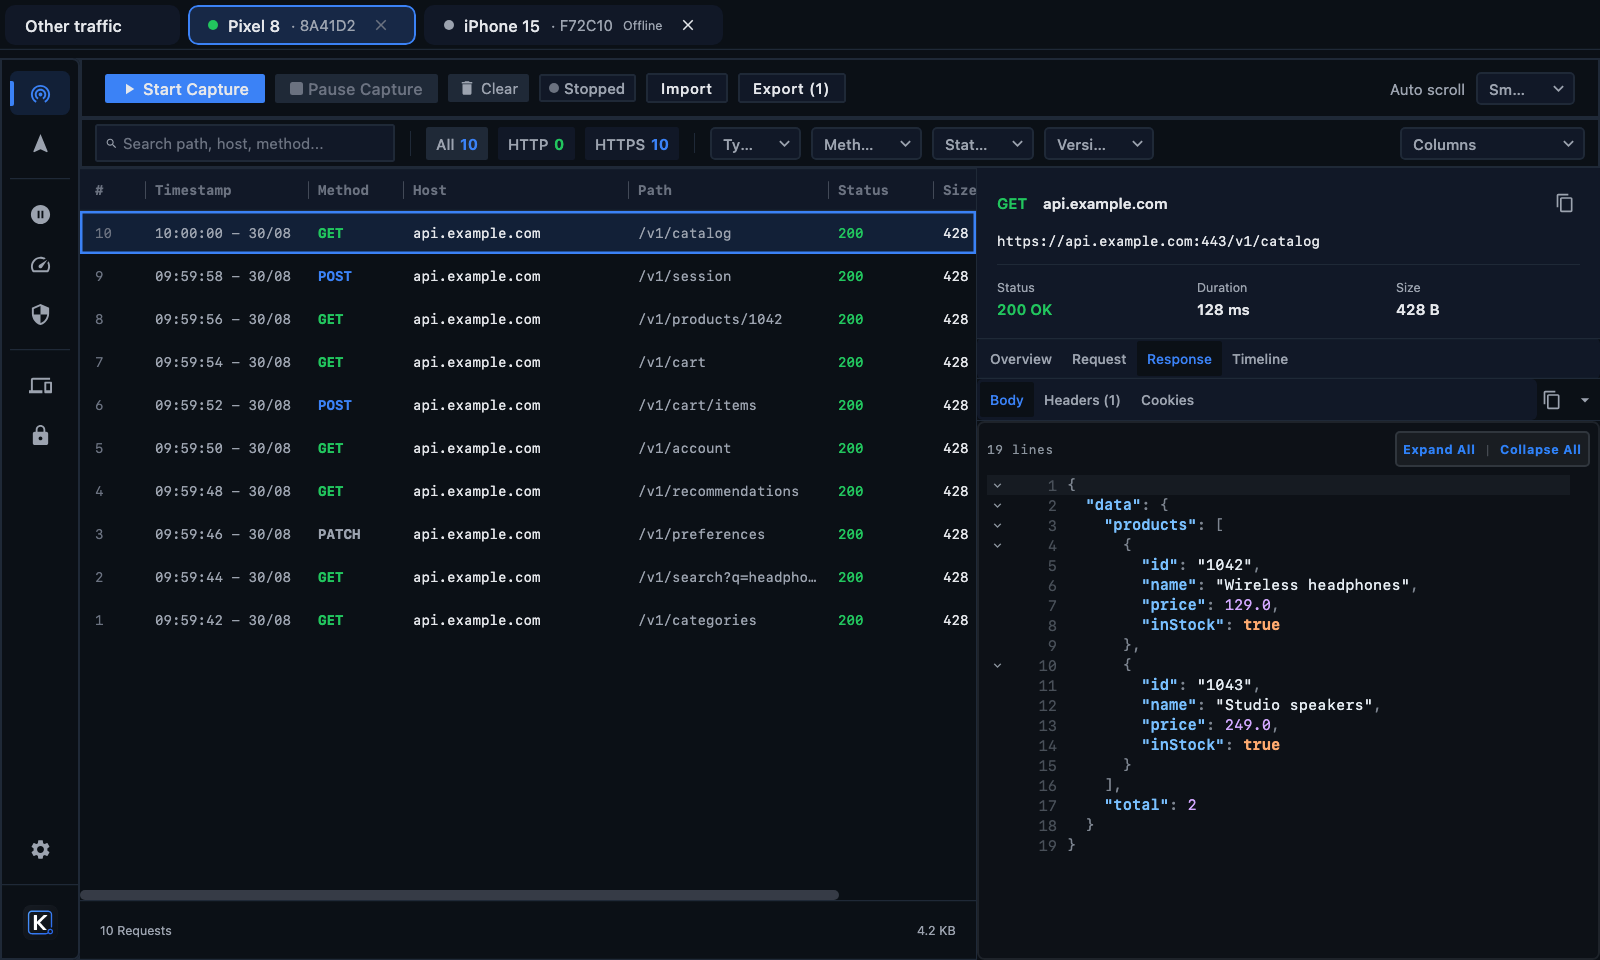 Other traffic
Pixel 8 · 8A41D2
iPhone 15 · F72C10 Offline
Start Capture
Pause Capture
Clear
Stopped
Import
Export (1)
Auto scroll
Sm...
Search path, host, method...
All 10
HTTP 0
HTTPS 10
Ty...
Meth...
Stat...
Versi...
Columns
# Timestamp Method Host Path Status Size
10 10:00:00 – 30/08 GET api.example.com /v1/catalog 200 428
9 09:59:58 – 30/08 POST api.example.com /v1/session 200 428
8 09:59:56 – 30/08 GET api.example.com /v1/products/1042 200 428
7 09:59:54 – 30/08 GET api.example.com /v1/cart 200 428
6 09:59:52 – 30/08 POST api.example.com /v1/cart/items 200 428
5 09:59:50 – 30/08 GET api.example.com /v1/account 200 428
4 09:59:48 – 30/08 GET api.example.com /v1/recommendations 200 428
3 09:59:46 – 30/08 PATCH api.example.com /v1/preferences 200 428
2 09:59:44 – 30/08 GET api.example.com /v1/search?q=headpho… 200 428
1 09:59:42 – 30/08 GET api.example.com /v1/categories 200 428
10 Requests
4.2 KB
K
GET api.example.com
https://api.example.com:443/v1/catalog
Status Duration Size
200 OK 128 ms 428 B
Overview Request Response Timeline
Body Headers (1) Cookies
19 lines
Expand All | Collapse All
1 {
2 "data": {
3 "products": [
4 {
5 "id": "1042",
6 "name": "Wireless headphones",
7 "price": 129.0,
8 "inStock": true
9 },
10 {
11 "id": "1043",
12 "name": "Studio speakers",
13 "price": 249.0,
14 "inStock": true
15 }
16 ],
17 "total": 2
18 }
19 }